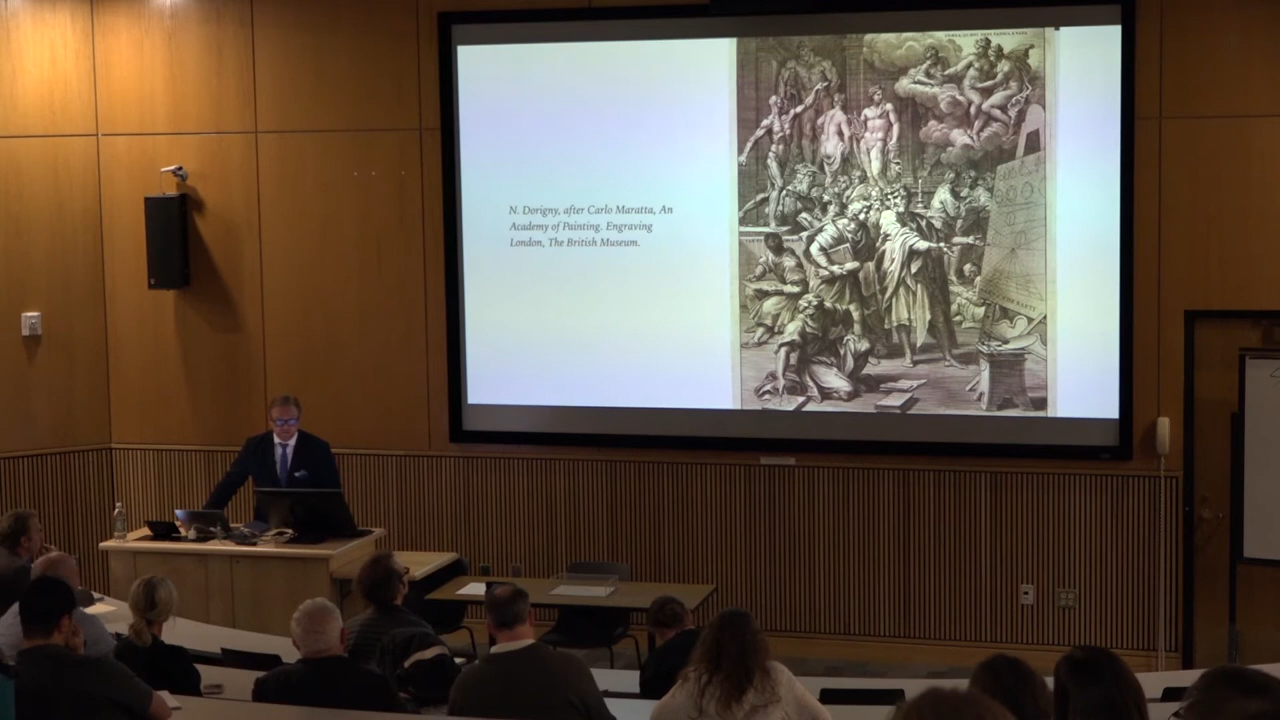 N. Dorigny, after Carlo Maratta, An
Academy of Painting. Engraving
London, The British Museum.